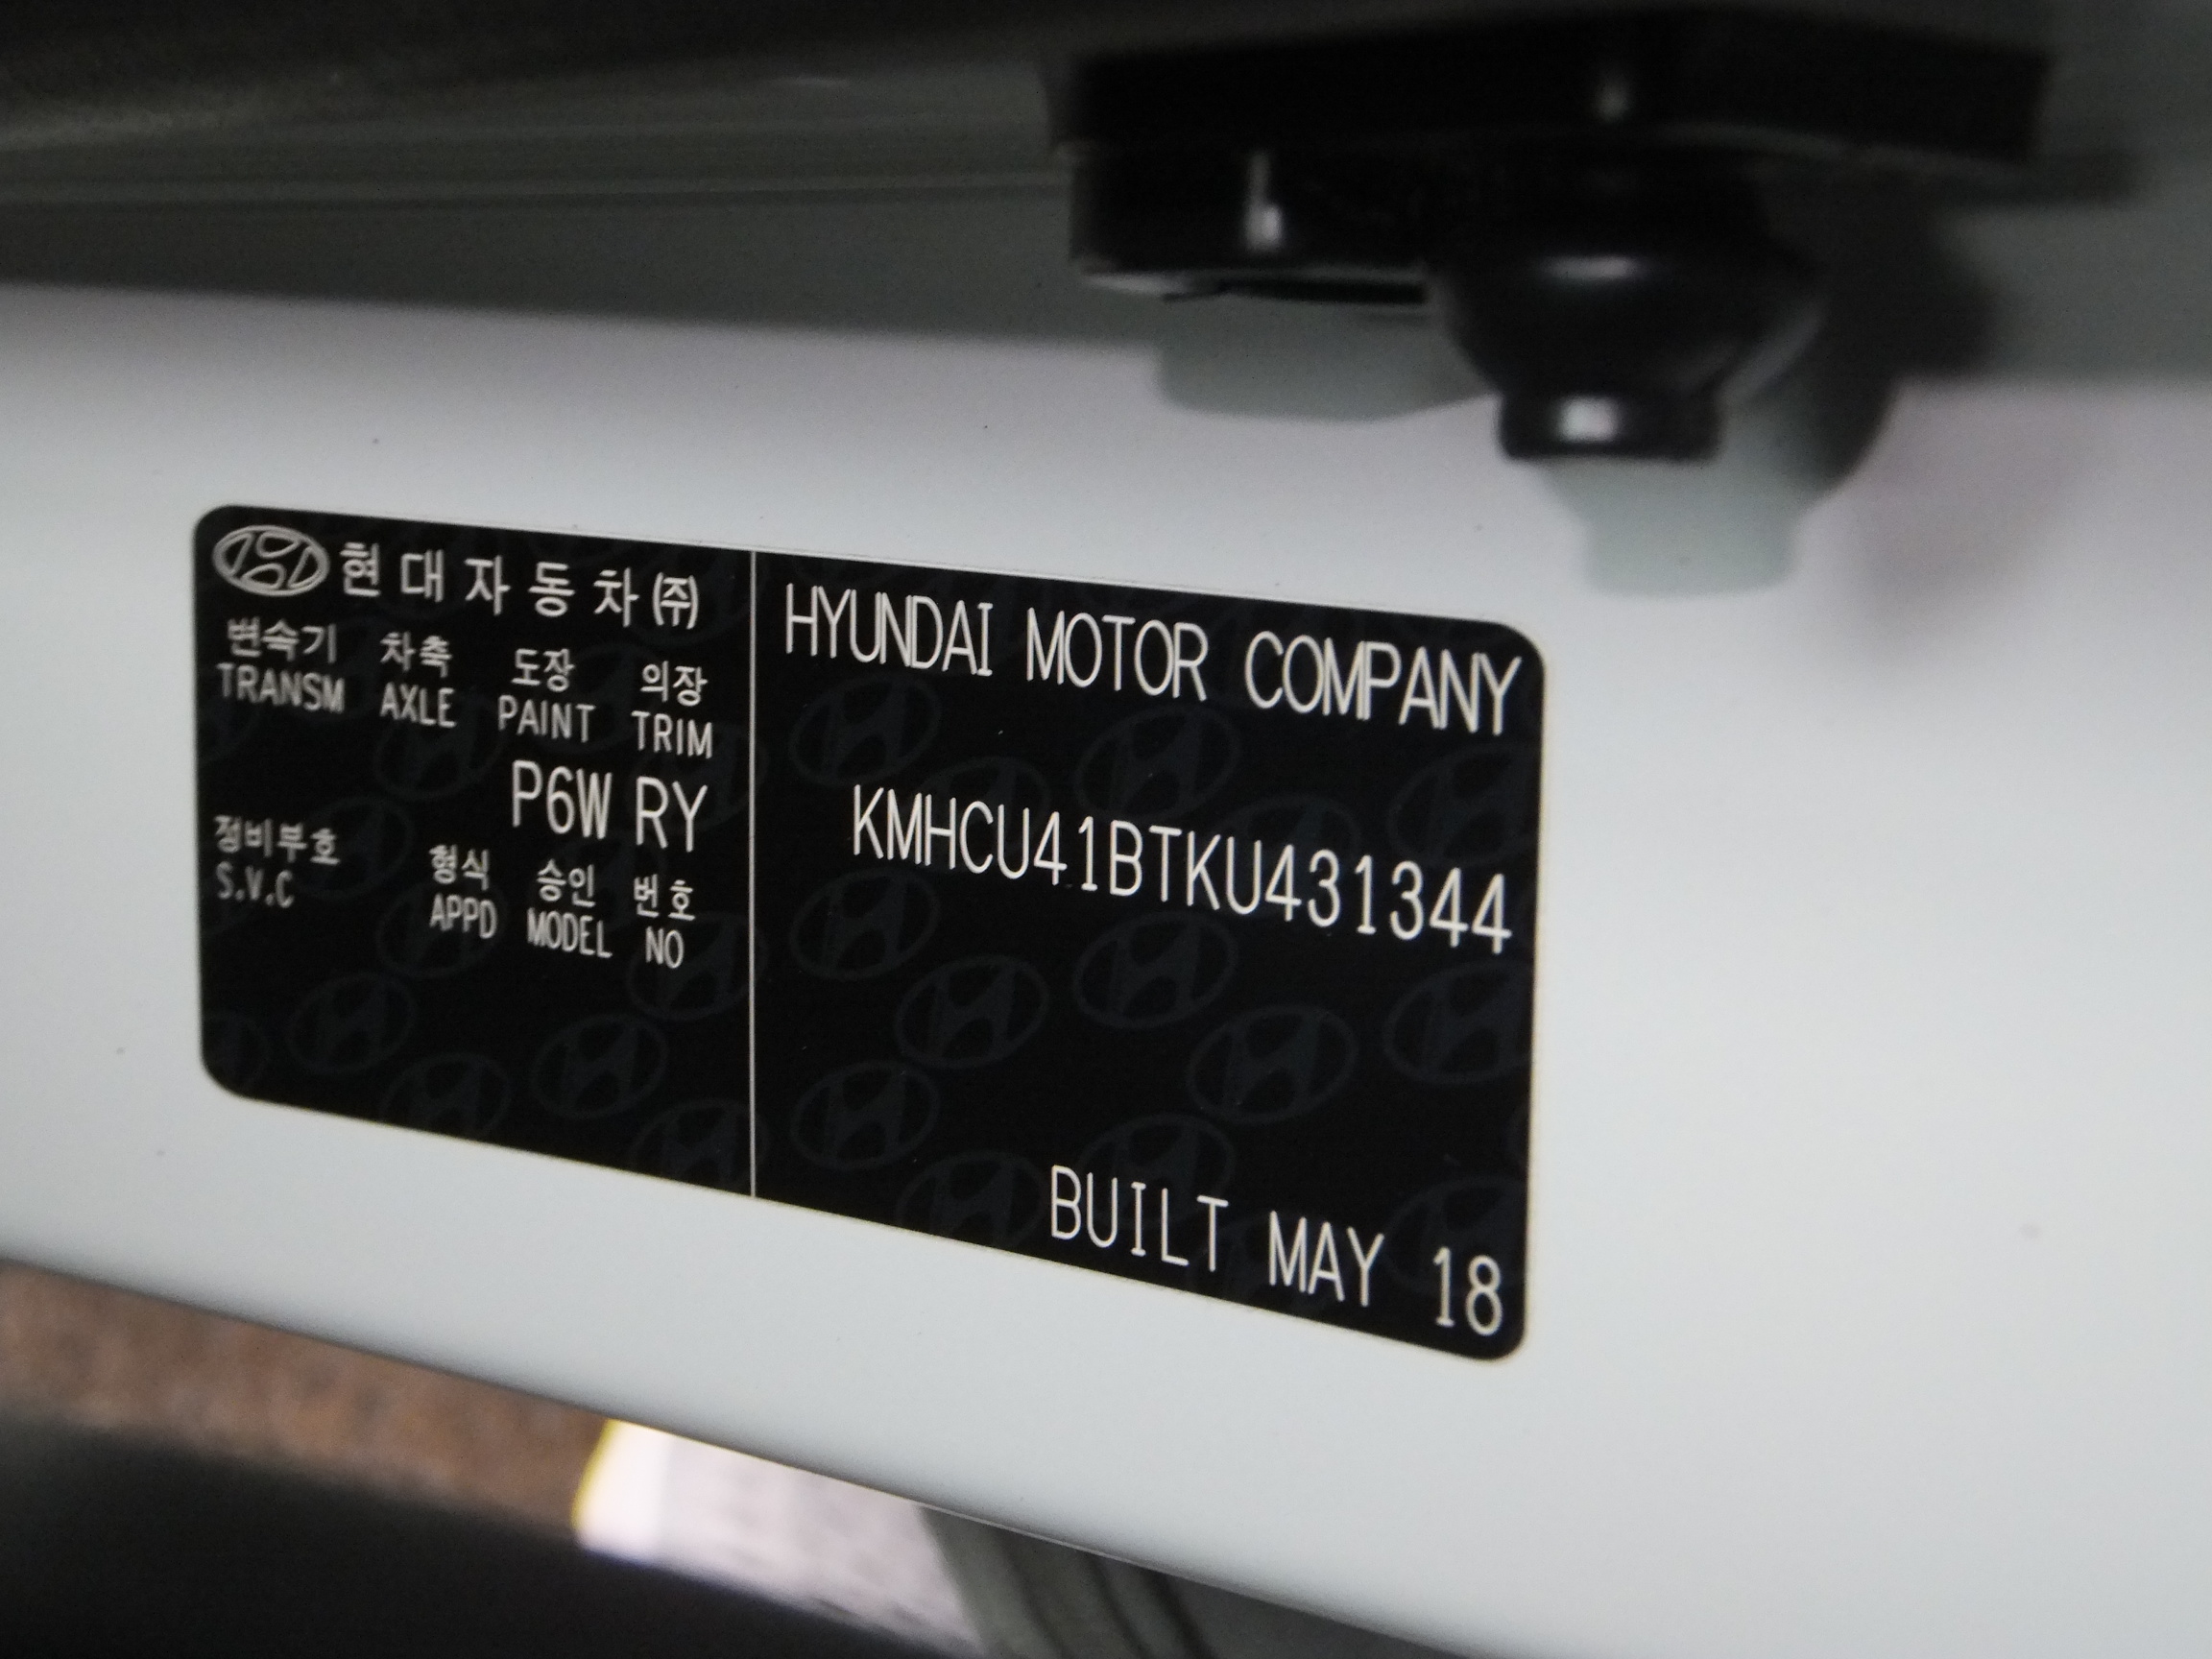 현대자동차㈜
변속기 차축 도장 의장
TRANSM AXLE PAINT TRIM
P6W RY
정비부호 형식 승인 번호
S.V.C APPD MODEL NO
HYUNDAI MOTOR COMPANY
KMHCU41BTKU431344
BUILT MAY 18